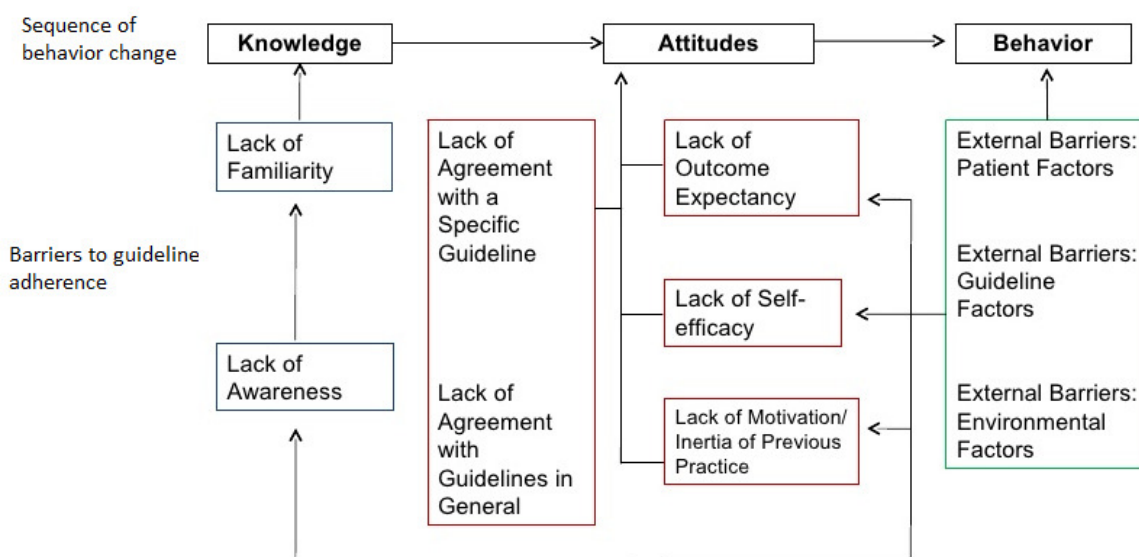 Sequence of
behavior change
Knowledge
Attitudes
Behavior
Barriers to guideline
adherence
Lack of
Familiarity
Lack of
Awareness
Lack of
Agreement
with a
Specific
Guideline
Lack of
Agreement
with
Guidelines in
General
Lack of
Outcome
Expectancy
Lack of Self-
efficacy
Lack of Motivation/
Inertia of Previous
Practice
External Barriers:
Patient Factors
External Barriers:
Guideline
Factors
External Barriers:
Environmental
Factors